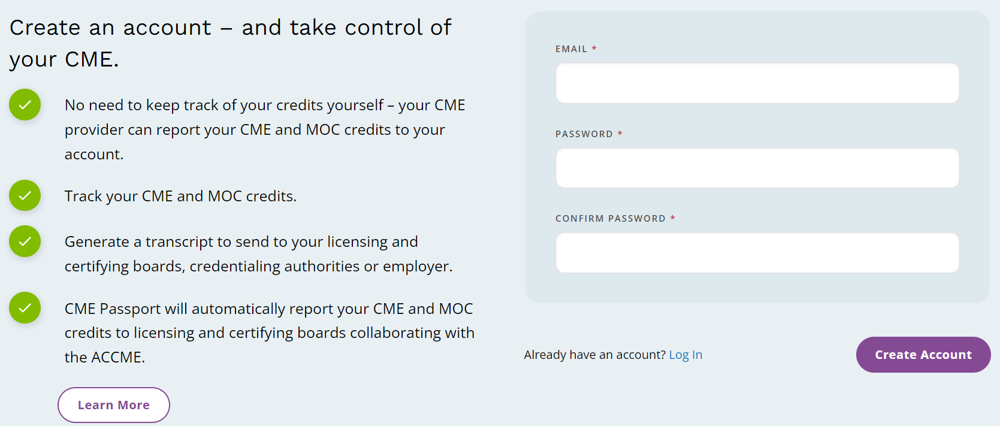 Create an account – and take control of
your CME.
No need to keep track of your credits yourself – your CME
provider can report your CME and MOC credits to your
account.
Track your CME and MOC credits.
Generate a transcript to send to your licensing and
certifying boards, credentialing authorities or employer.
CME Passport will automatically report your CME and MOC
credits to licensing and certifying boards collaborating with
the ACCME.
Learn More
EMAIL *
PASSWORD *
CONFIRM PASSWORD *
Already have an account? Log In
Create Account